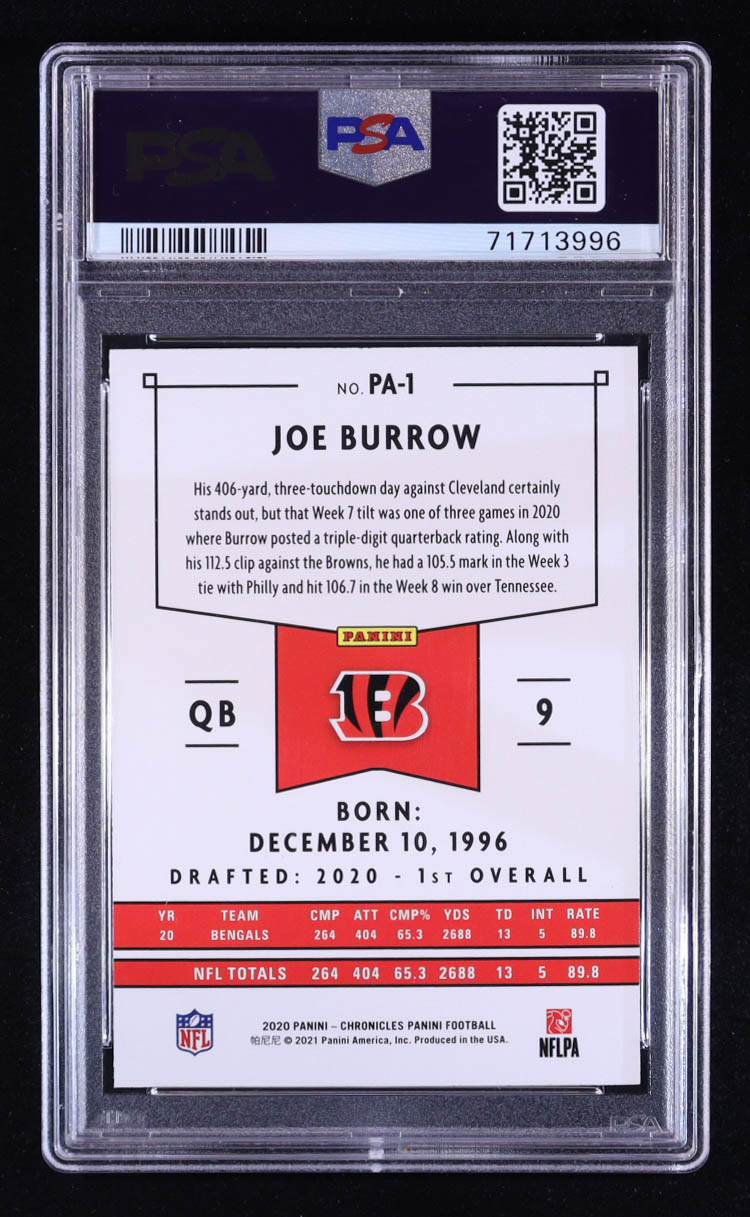 PSA
PSA
71713996
NO. PA-1
JOE BURROW
His 406-yard, three-touchdown day against Cleveland certainly
stands out, but that Week 7 tilt was one of three games in 2020
where Burrow posted a triple-digit quarterback rating. Along with
his 112.5 clip against the Browns, he had a 105.5 mark in the Week 3
tie with Philly and hit 106.7 in the Week 8 win over Tennessee.
PANINI
QB
B
9
BORN:
DECEMBER 10, 1996
DRAFTED: 2020 - 1ST OVERALL
YR TEAM CMP ATT CMP% YDS TD INT RATE
20 BENGALS 264 404 65.3 2688 13 5 89.8
NFL TOTALS 264 404 65.3 2688 13 5 89.8
NFL
2020 PANINI – CHRONICLES PANINI FOOTBALL
帕尼尼 © 2021 Panini America, Inc. Produced in the USA.
NFLPA
PSA